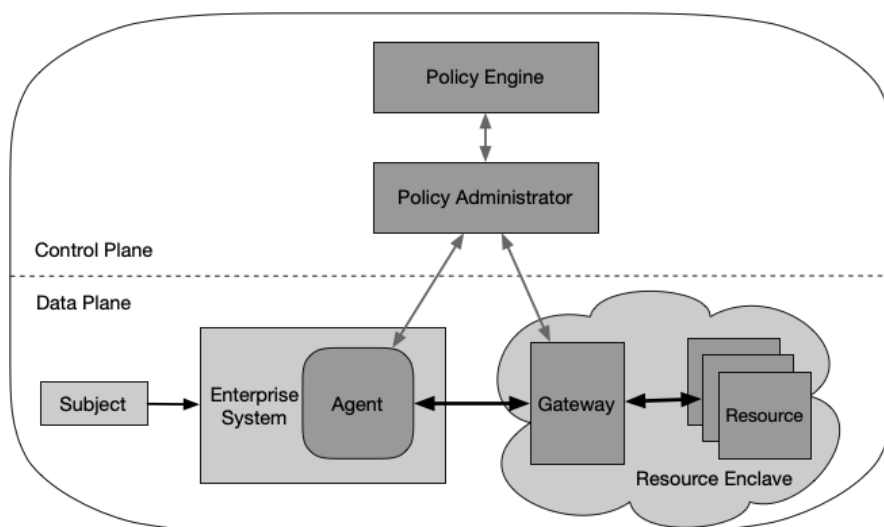 Policy Engine
Policy Administrator
Control Plane
Data Plane
Subject
Enterprise
System
Agent
Gateway
Resource
Resource Enclave